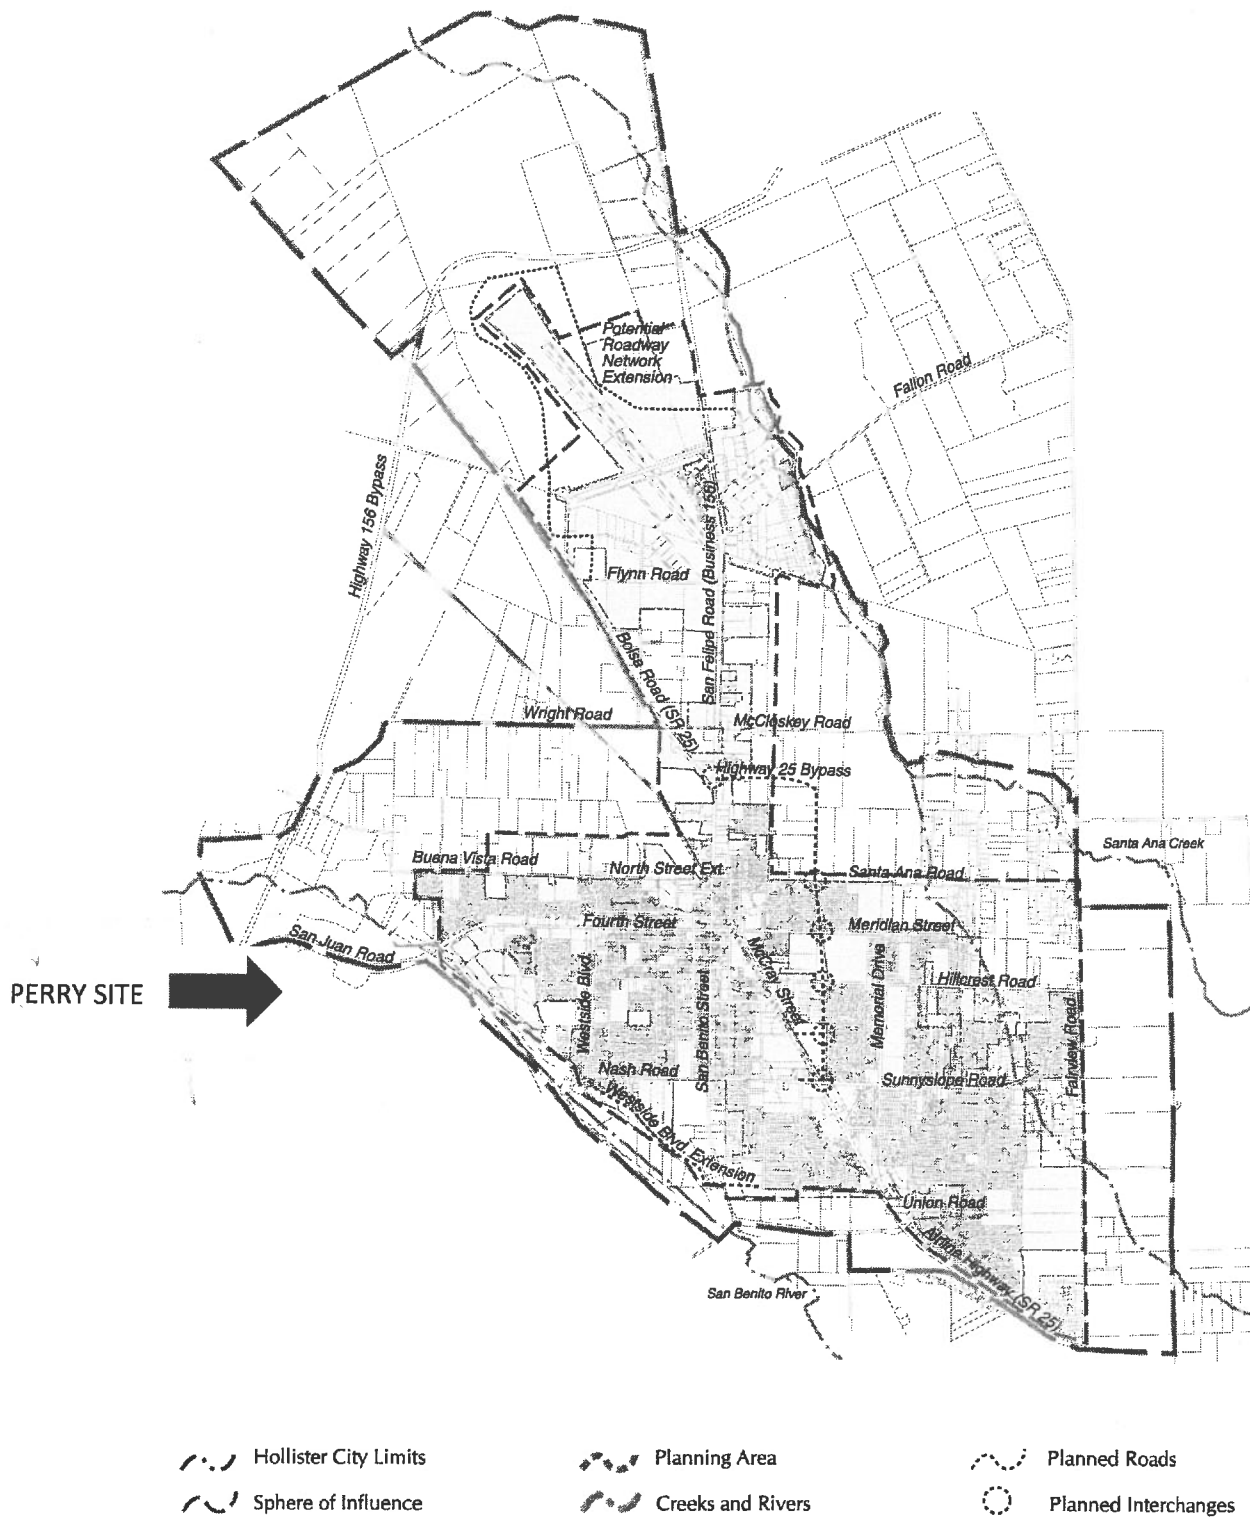 Potential
Roadway
Network
Extension
Fallon Road
Highway 156 Bypass
San Felipe Road (Business 156)
Flynn Road
Bolsa Road (SR 25)
Wright Road
McCloskey Road
Highway 25 Bypass
Santa Ana Creek
Buena Vista Road
North Street Ext.
Santa Ana Road
Fourth Street
Meridian Street
San Juan Road
McCray Street
Westside Blvd
San Benito Street
Memorial Drive
Hillcrest Road
PERRY SITE
Fairview Road
Nash Road
Sunnyslope Road
Westside Blvd. Extension
Union Road
Airline Highway (SR 25)
San Benito River
Hollister City Limits
Planning Area
Planned Roads
Sphere of Influence
Creeks and Rivers
Planned Interchanges